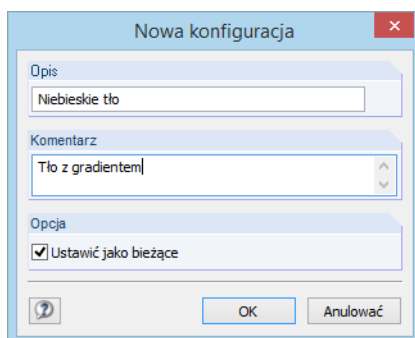 Nowa konfiguracja
Opis
Niebieskie tło
Komentarz
Tło z gradientem
Opcja
Ustawić jako bieżące
OK
Anulować